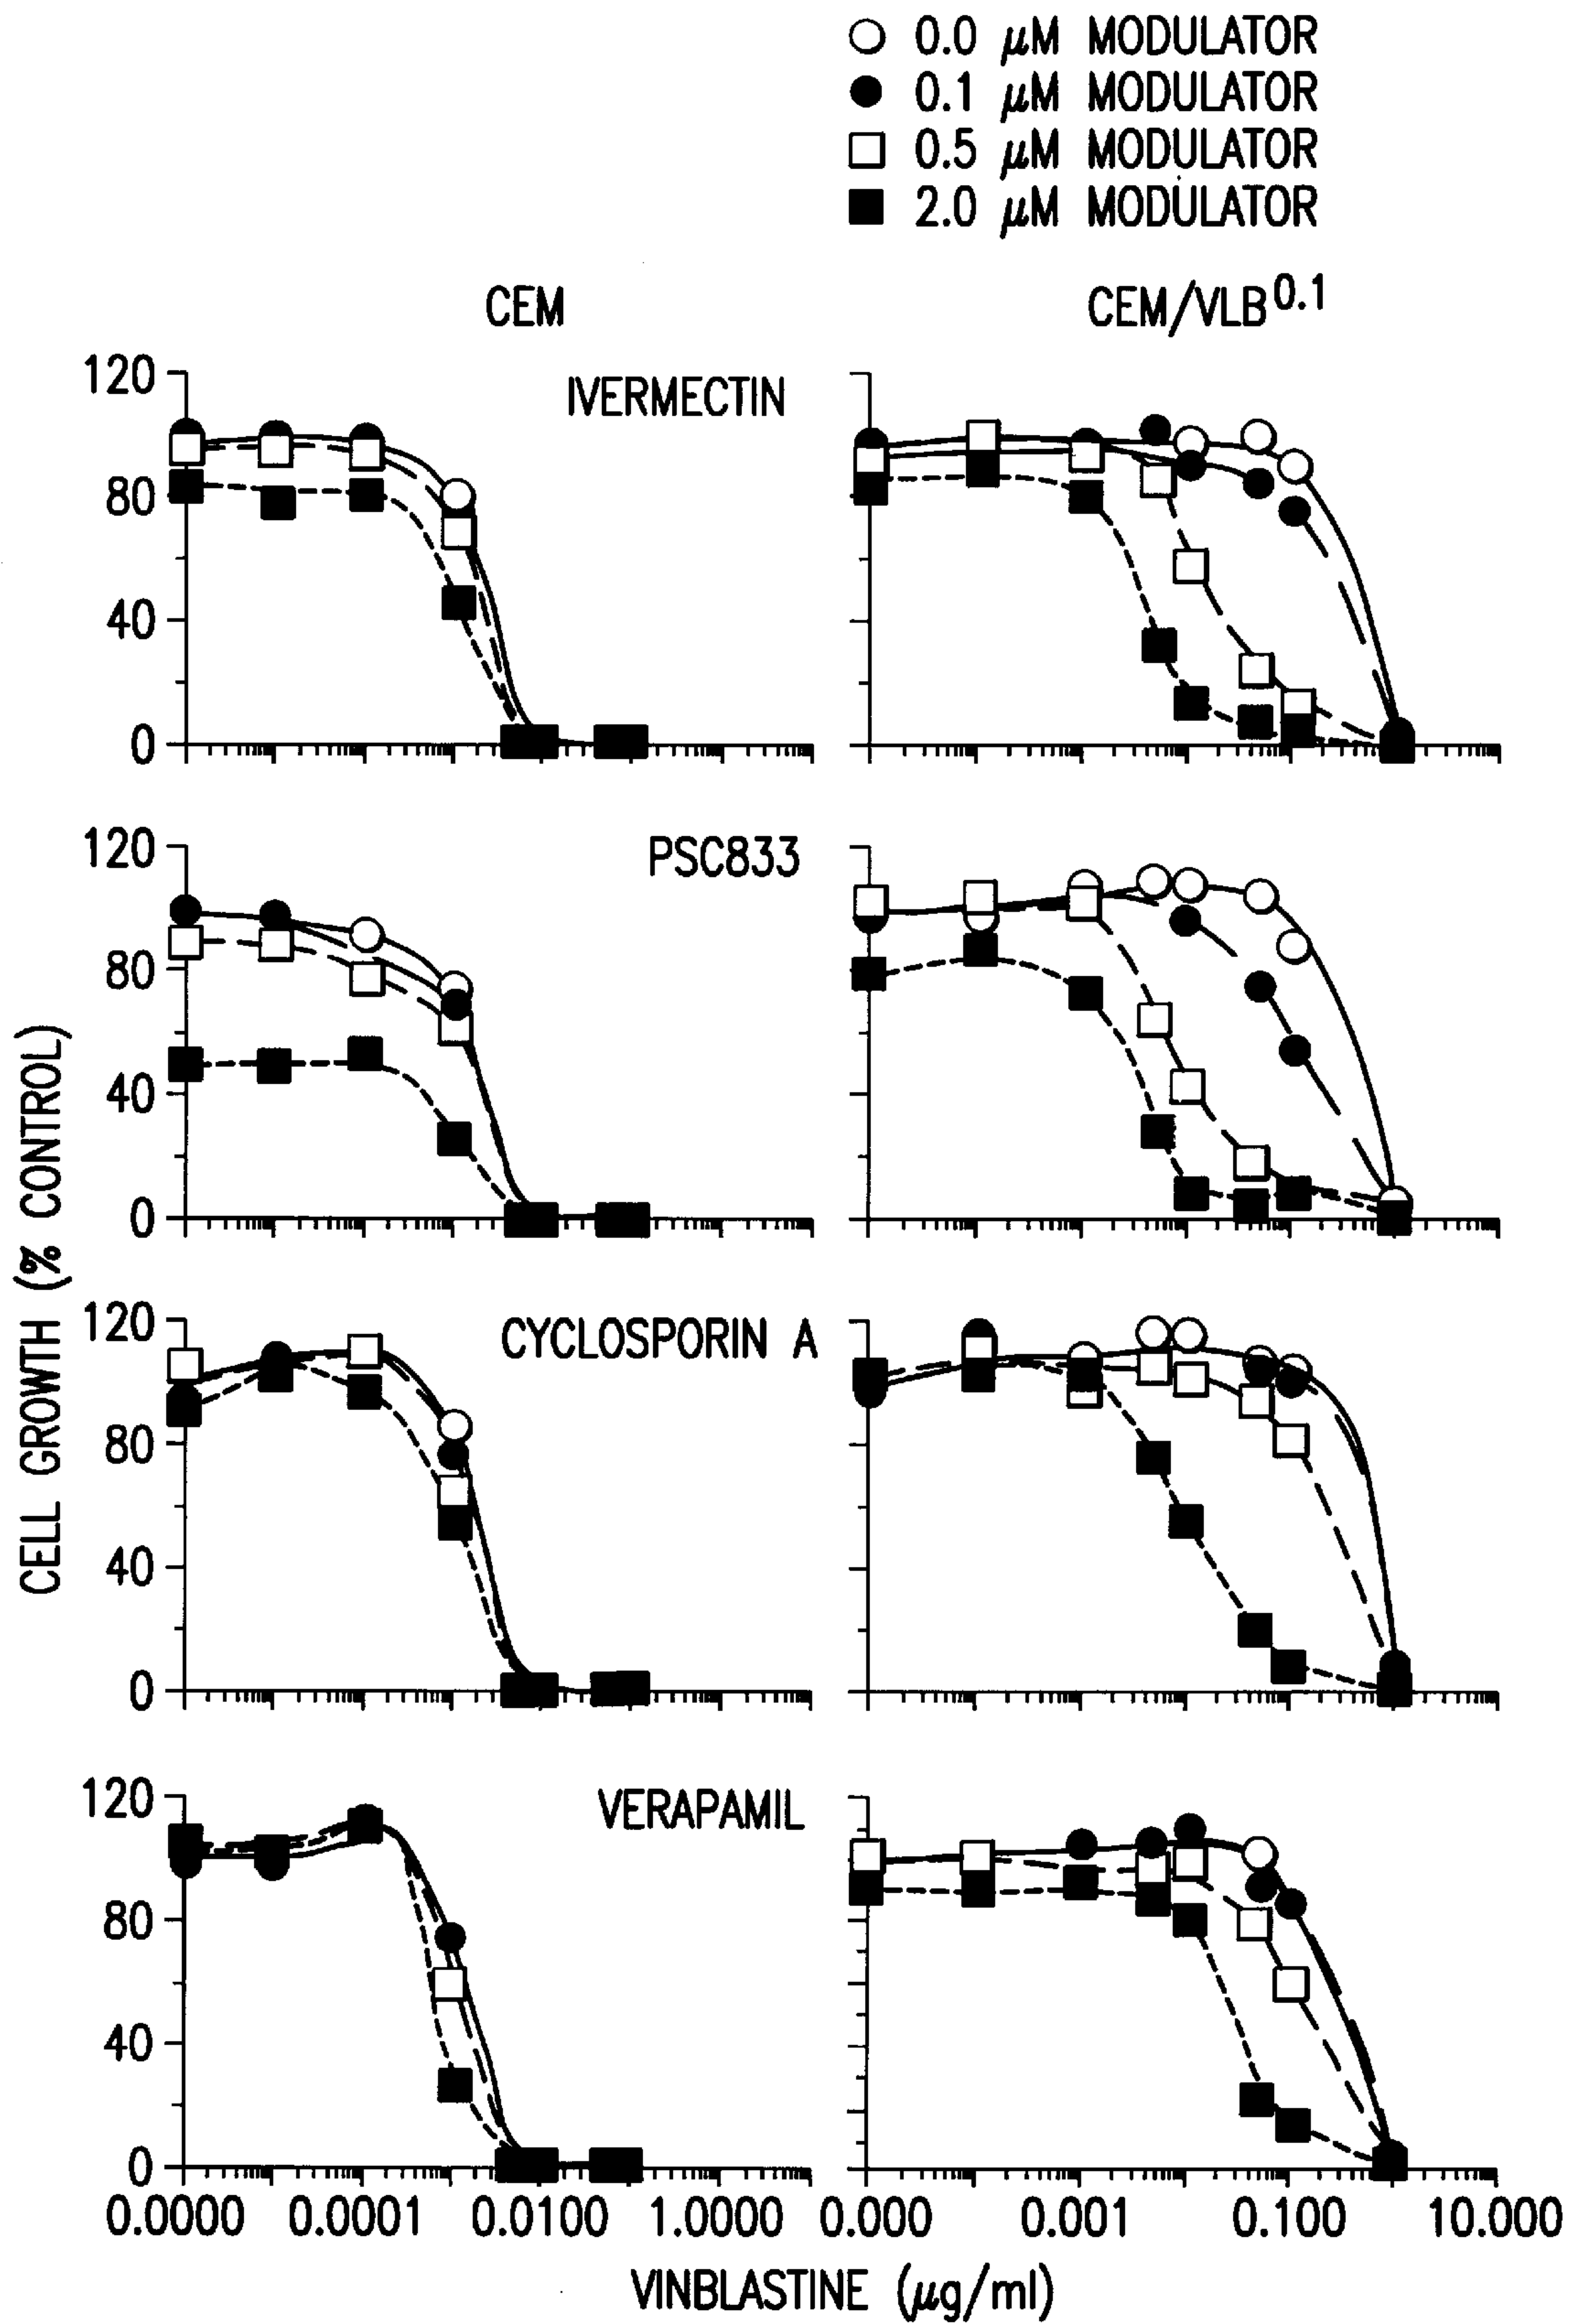 0.0 μM MODULATOR
0.1 μM MODULATOR
0.5 μM MODULATOR
2.0 μM MODULATOR
CEM
CEM/VLB0.1
120
80
40
0
IVERMECTIN
120
80
40
0
PSC833
CELL GROWTH (% CONTROL)
120
80
40
0
CYCLOSPORIN A
120
80
40
0
VERAPAMIL
0.0000 0.0001 0.0100 1.0000 0.000 0.001 0.100 10.000
VINBLASTINE (μg/ml)